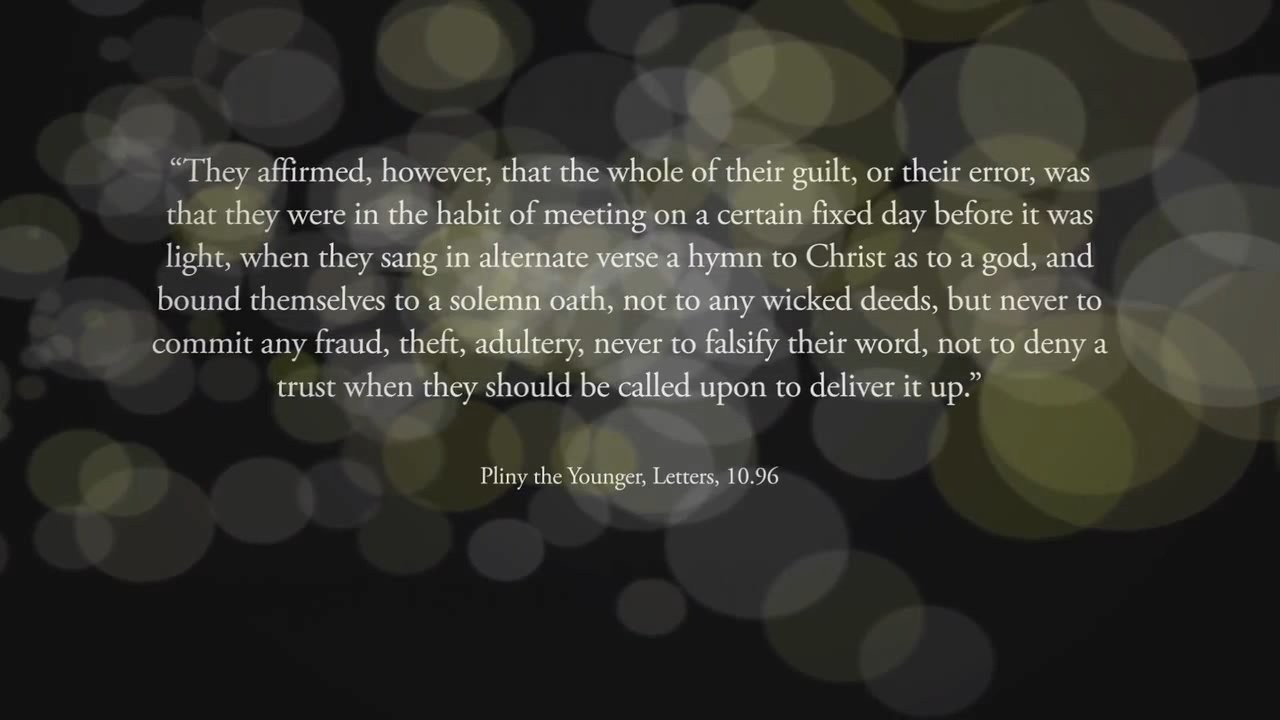 “They affirmed, however, that the whole of their guilt, or their error, was
that they were in the habit of meeting on a certain fixed day before it was
light, when they sang in alternate verse a hymn to Christ as to a god, and
bound themselves to a solemn oath, not to any wicked deeds, but never to
commit any fraud, theft, adultery, never to falsify their word, not to deny a
trust when they should be called upon to deliver it up.”
Pliny the Younger, Letters, 10.96